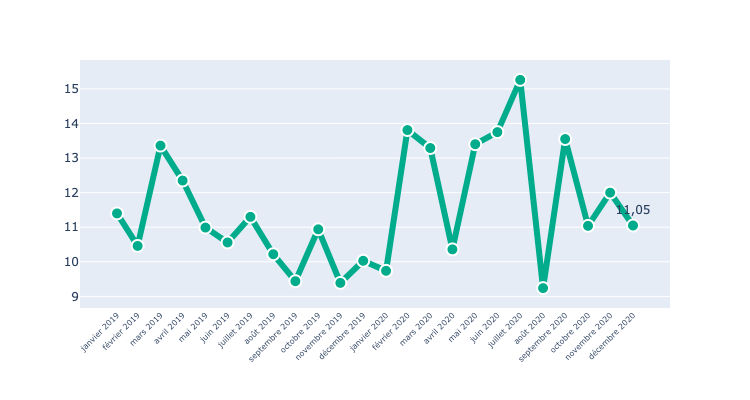 15
14
13
12
11
10
9
11,05
janvier 2019
février 2019
mars 2019
avril 2019
mai 2019
juin 2019
juillet 2019
août 2019
septembre 2019
octobre 2019
novembre 2019
décembre 2019
janvier 2020
février 2020
mars 2020
avril 2020
mai 2020
juin 2020
juillet 2020
août 2020
septembre 2020
octobre 2020
novembre 2020
décembre 2020